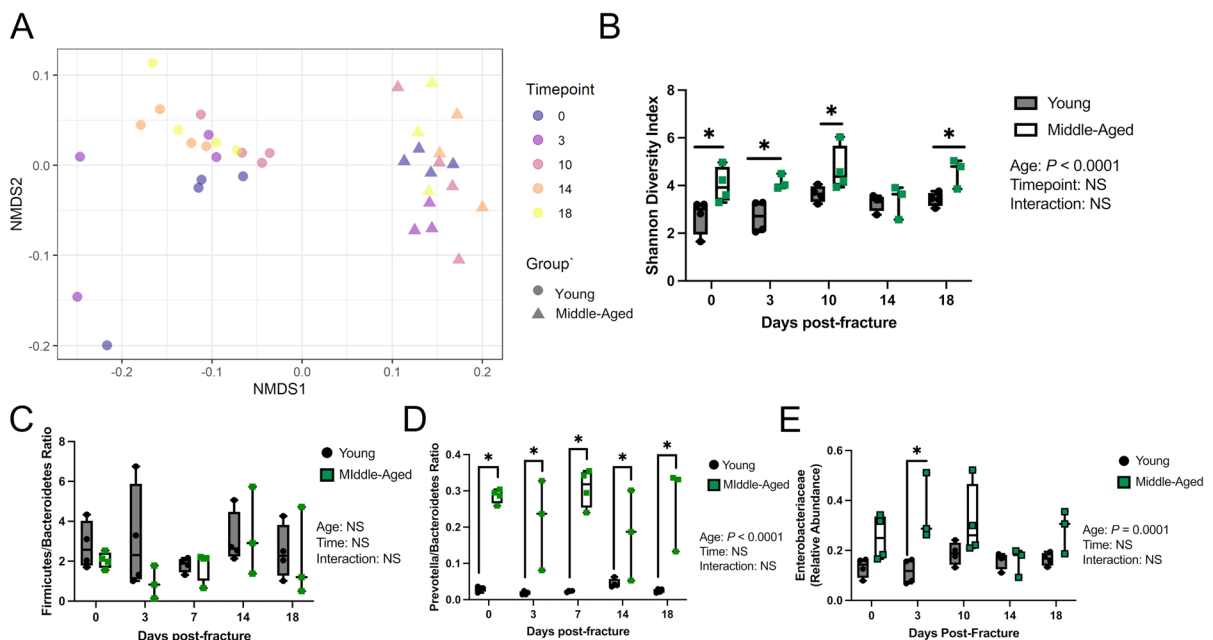 A
0.1
0.0
-0.1
-0.2
NMDS2
-0.2
-0.1
0.0
0.1
0.2
NMDS1
Timepoint
0
3
10
14
18
Group`
Young
Middle-Aged
B
Shannon Diversity Index
8
6
4
2
0
*
*
*
*
0
3
10
14
18
Days post-fracture
Young
Middle-Aged
Age: P < 0.0001
Timepoint: NS
Interaction: NS
C
Firmicutes/Bacteroidetes Ratio
8
6
4
2
0
0
3
7
14
18
Days post-fracture
Young
MIddle-Aged
Age: NS
Time: NS
Interaction: NS
D
Prevotella/Bacteroidetes Ratio
0.4
0.3
0.2
0.1
0.0
*
*
*
*
*
0
3
7
14
18
Days post-fracture
Young
MIddle-Aged
Age: P < 0.0001
Time: NS
Interaction: NS
E
Enterobacteriaceae
(Relative Abundance)
0.6
0.4
0.2
0.0
*
0
3
10
14
18
Days Post-Fracture
Young
Middle-Aged
Age: P = 0.0001
Time: NS
Interaction: NS